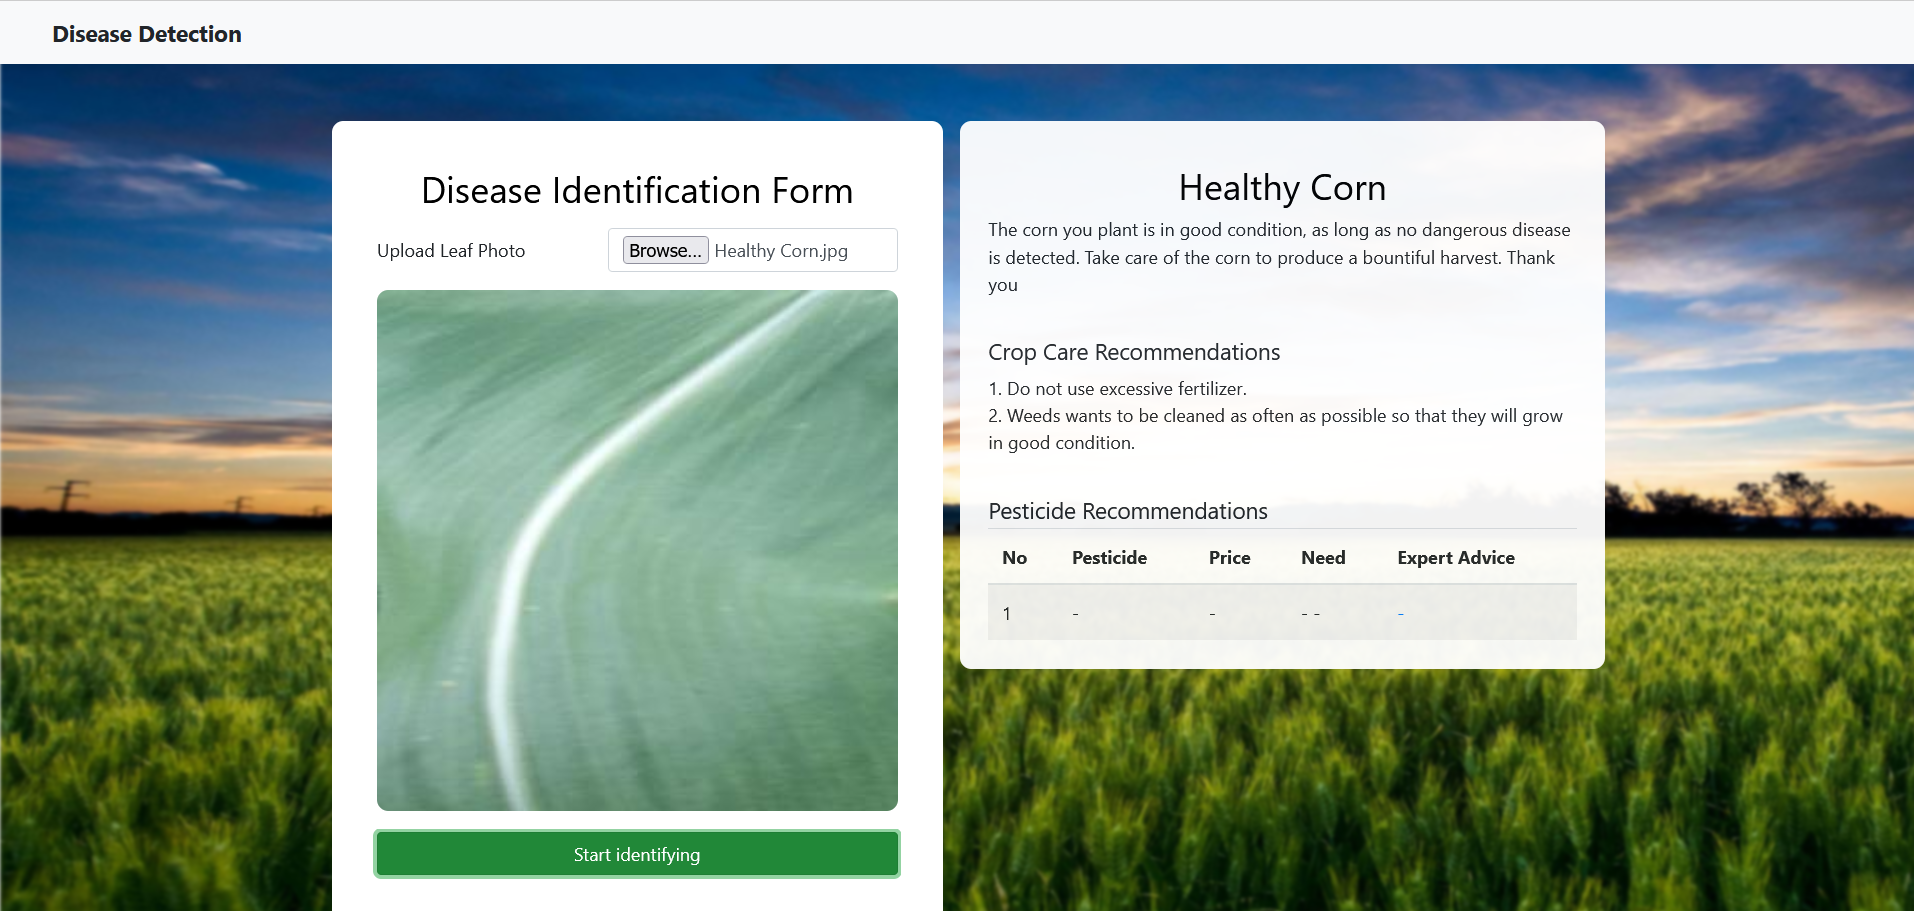 Disease Detection
Disease Identification Form
Upload Leaf Photo
Browse... Healthy Corn.jpg
Start identifying
Healthy Corn
The corn you plant is in good condition, as long as no dangerous disease
is detected. Take care of the corn to produce a bountiful harvest. Thank
you
Crop Care Recommendations
1. Do not use excessive fertilizer.
2. Weeds wants to be cleaned as often as possible so that they will grow
in good condition.
Pesticide Recommendations
No Pesticide Price Need Expert Advice
1 - - - - -